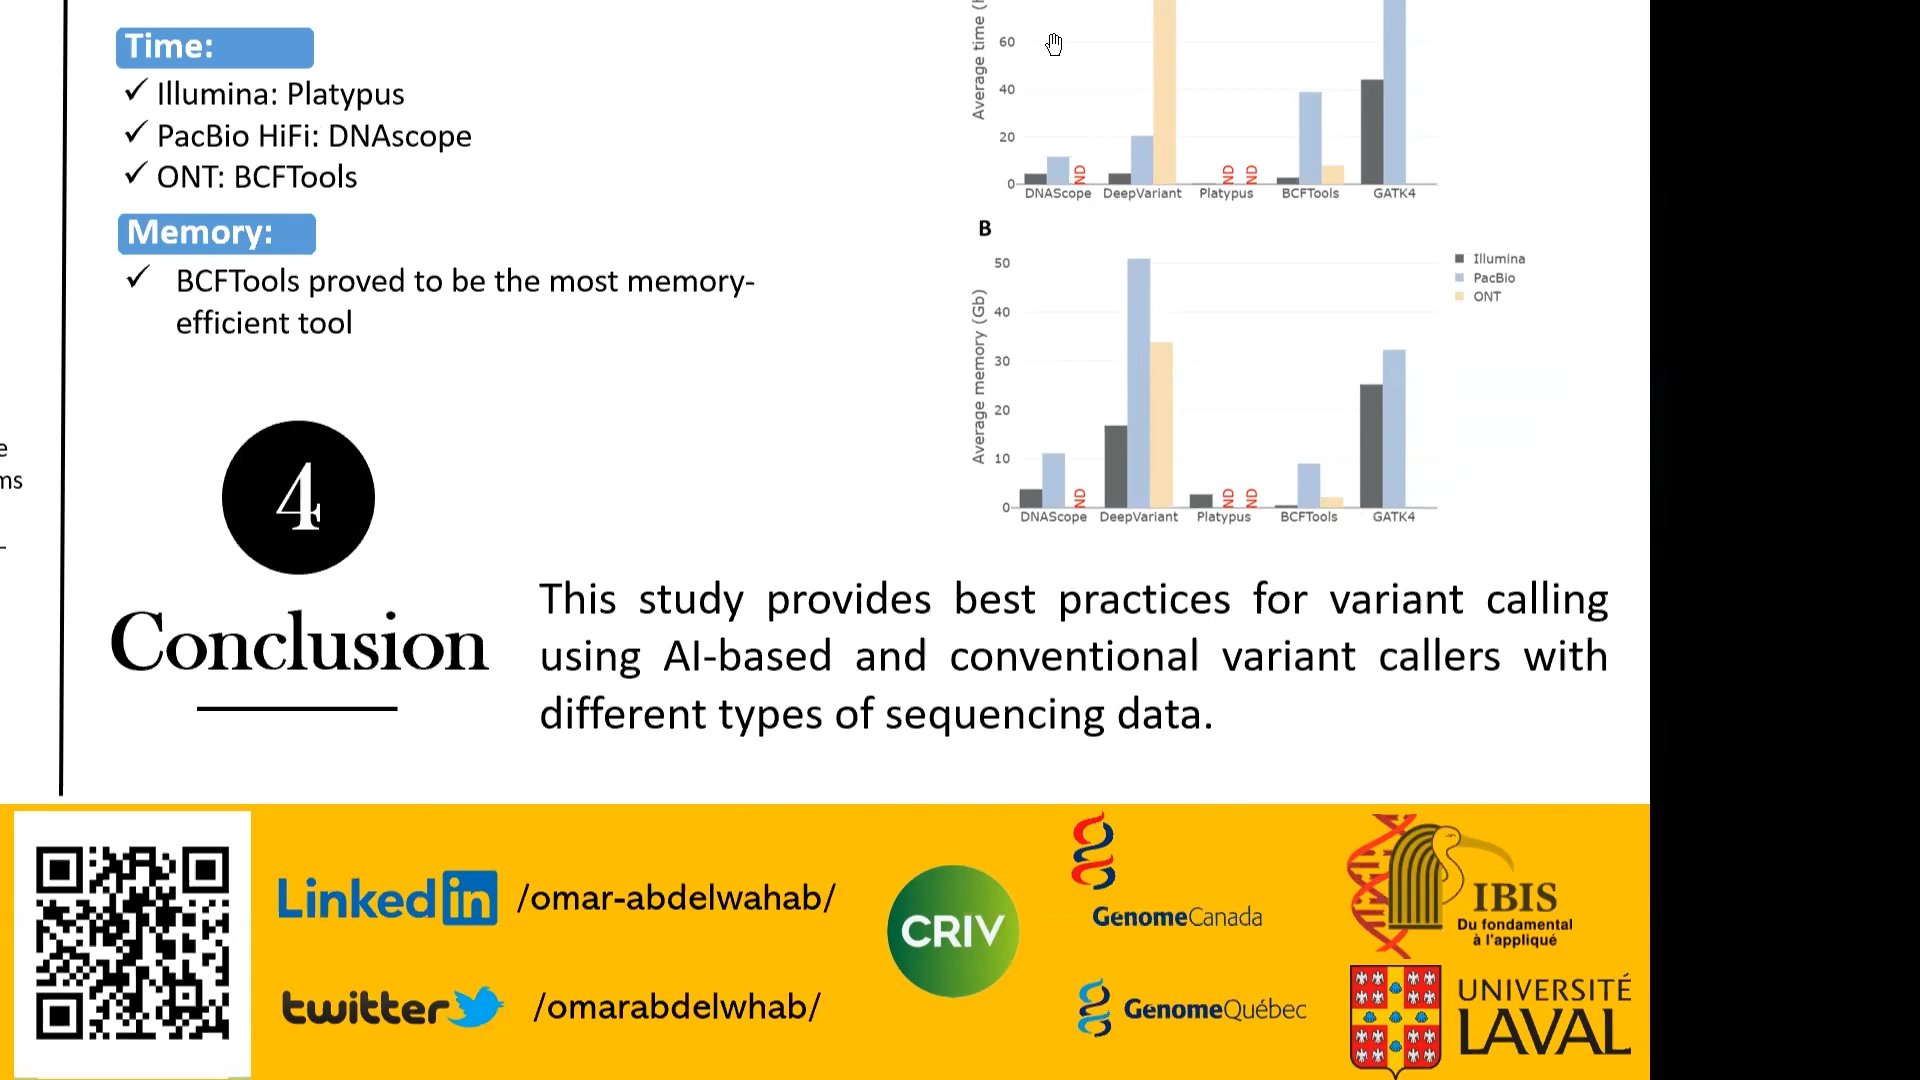 Time:
✓ Illumina: Platypus
✓ PacBio HiFi: DNAscope
✓ ONT: BCFTools
Memory:
✓ BCFTools proved to be the most memory-
efficient tool
Average time (
60
40
20
0
ND
ND
ND
DNAScope DeepVariant Platypus BCFTools GATK4
B
Average memory (Gb)
50
40
30
20
10
0
ND
ND
ND
DNAScope DeepVariant Platypus BCFTools GATK4
Illumina
PacBio
ONT
e
ms
4
Conclusion
This study provides best practices for variant calling
using AI-based and conventional variant callers with
different types of sequencing data.
Linkedin /omar-abdelwahab/
twitter /omarabdelwhab/
CRIV
GenomeCanada
GenomeQuébec
IBIS
Du fondamental
à l'appliqué
UNIVERSITÉ
LAVAL